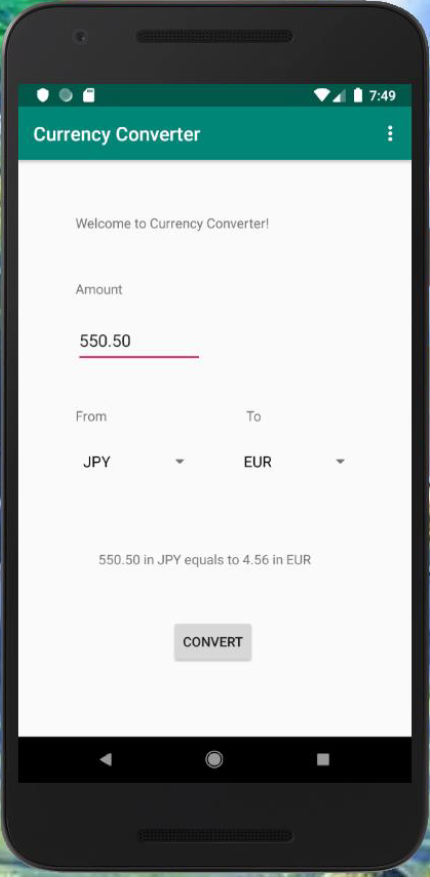 7:49
Currency Converter
Welcome to Currency Converter!
Amount
550.50
From To
JPY EUR
550.50 in JPY equals to 4.56 in EUR
CONVERT